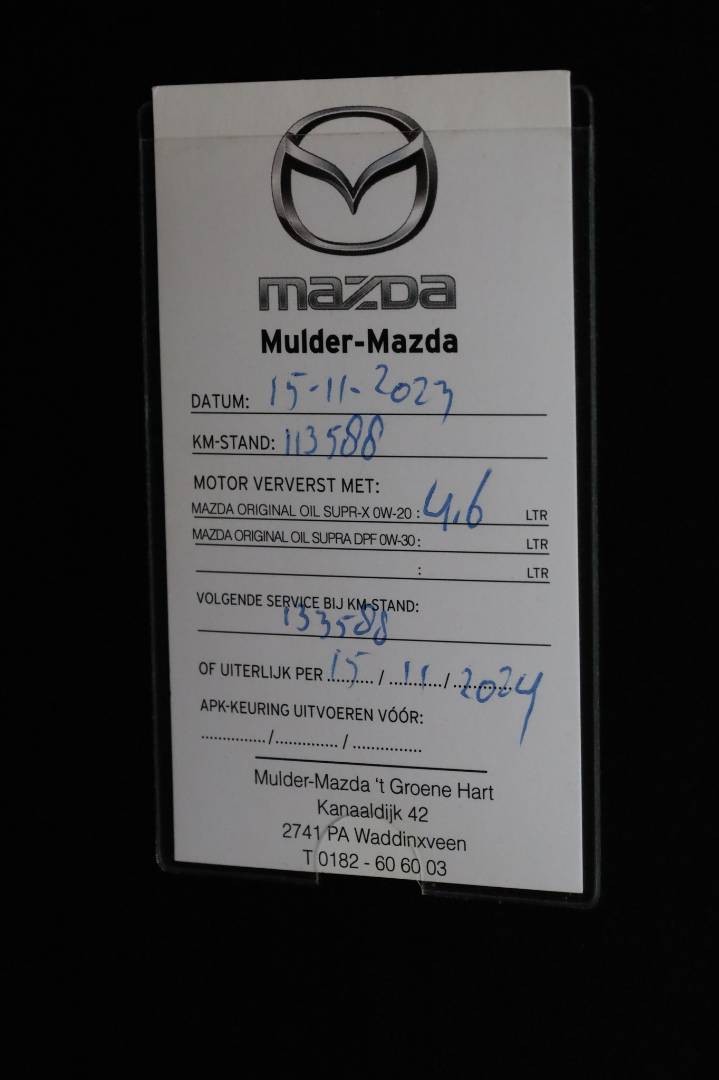 mazda
Mulder-Mazda
DATUM: 15-11-2023
KM-STAND: 113588
MOTOR VERVERST MET:
MAZDA ORIGINAL OIL SUPR-X 0W-20 : 4,6 LTR
MAZDA ORIGINAL OIL SUPRA DPF 0W-30 : LTR
: LTR
VOLGENDE SERVICE BIJ KM-STAND:
133588
OF UITERLIJK PER 15 / 11 / 2024
APK-KEURING UITVOEREN VÓÓR:
.............../.............../...............
Mulder-Mazda 't Groene Hart
Kanaaldijk 42
2741 PA Waddinxveen
T 0182 - 60 60 03